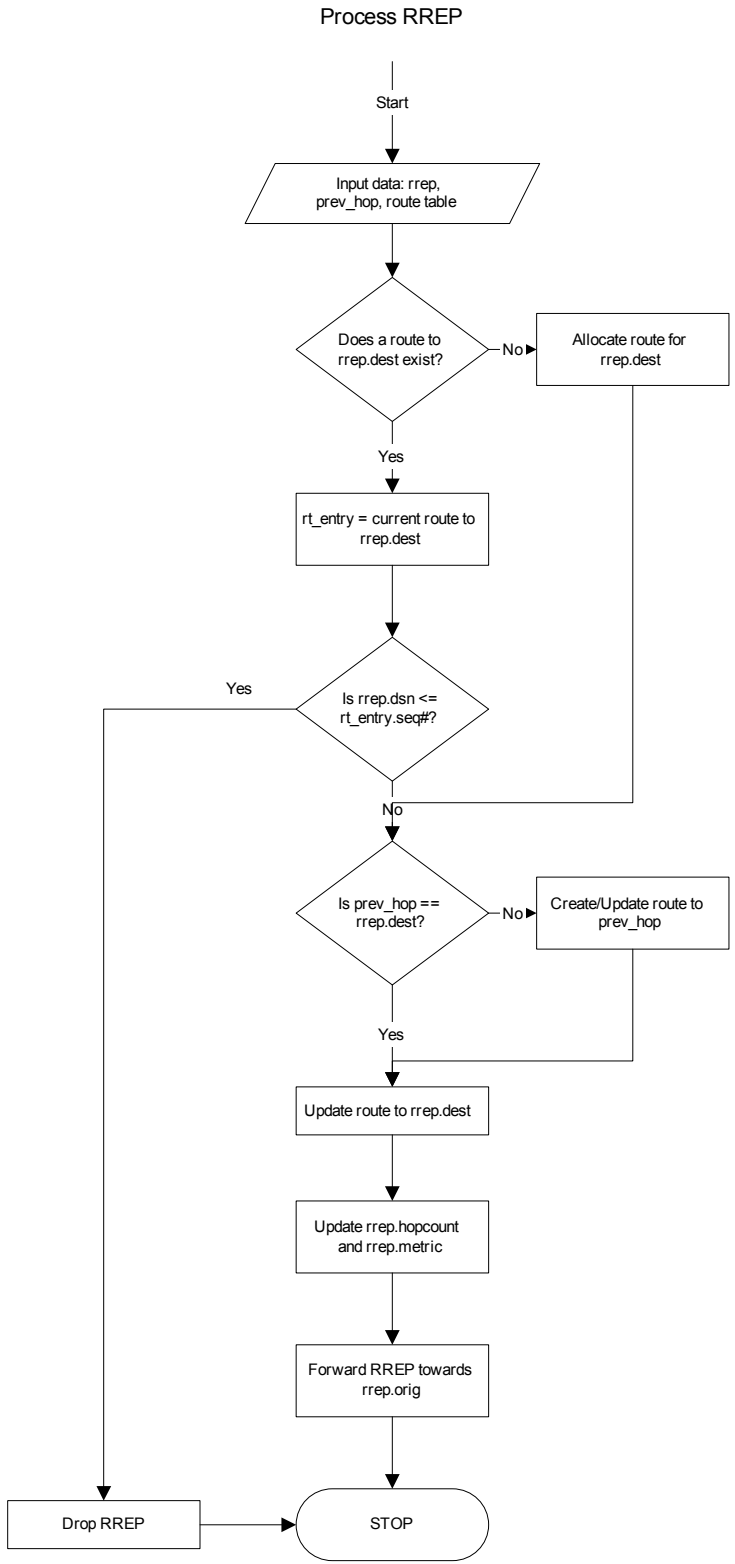 Process RREP
Start
Input data: rrep,
prev_hop, route table
Does a route to
rrep.dest exist?
No
Allocate route for
rrep.dest
Yes
rt_entry = current route to
rrep.dest
Yes
Is rrep.dsn <=
rt_entry.seq#?
No
Is prev_hop ==
rrep.dest?
No
Create/Update route to
prev_hop
Yes
Update route to rrep.dest
Update rrep.hopcount
and rrep.metric
Forward RREP towards
rrep.orig
Drop RREP
STOP